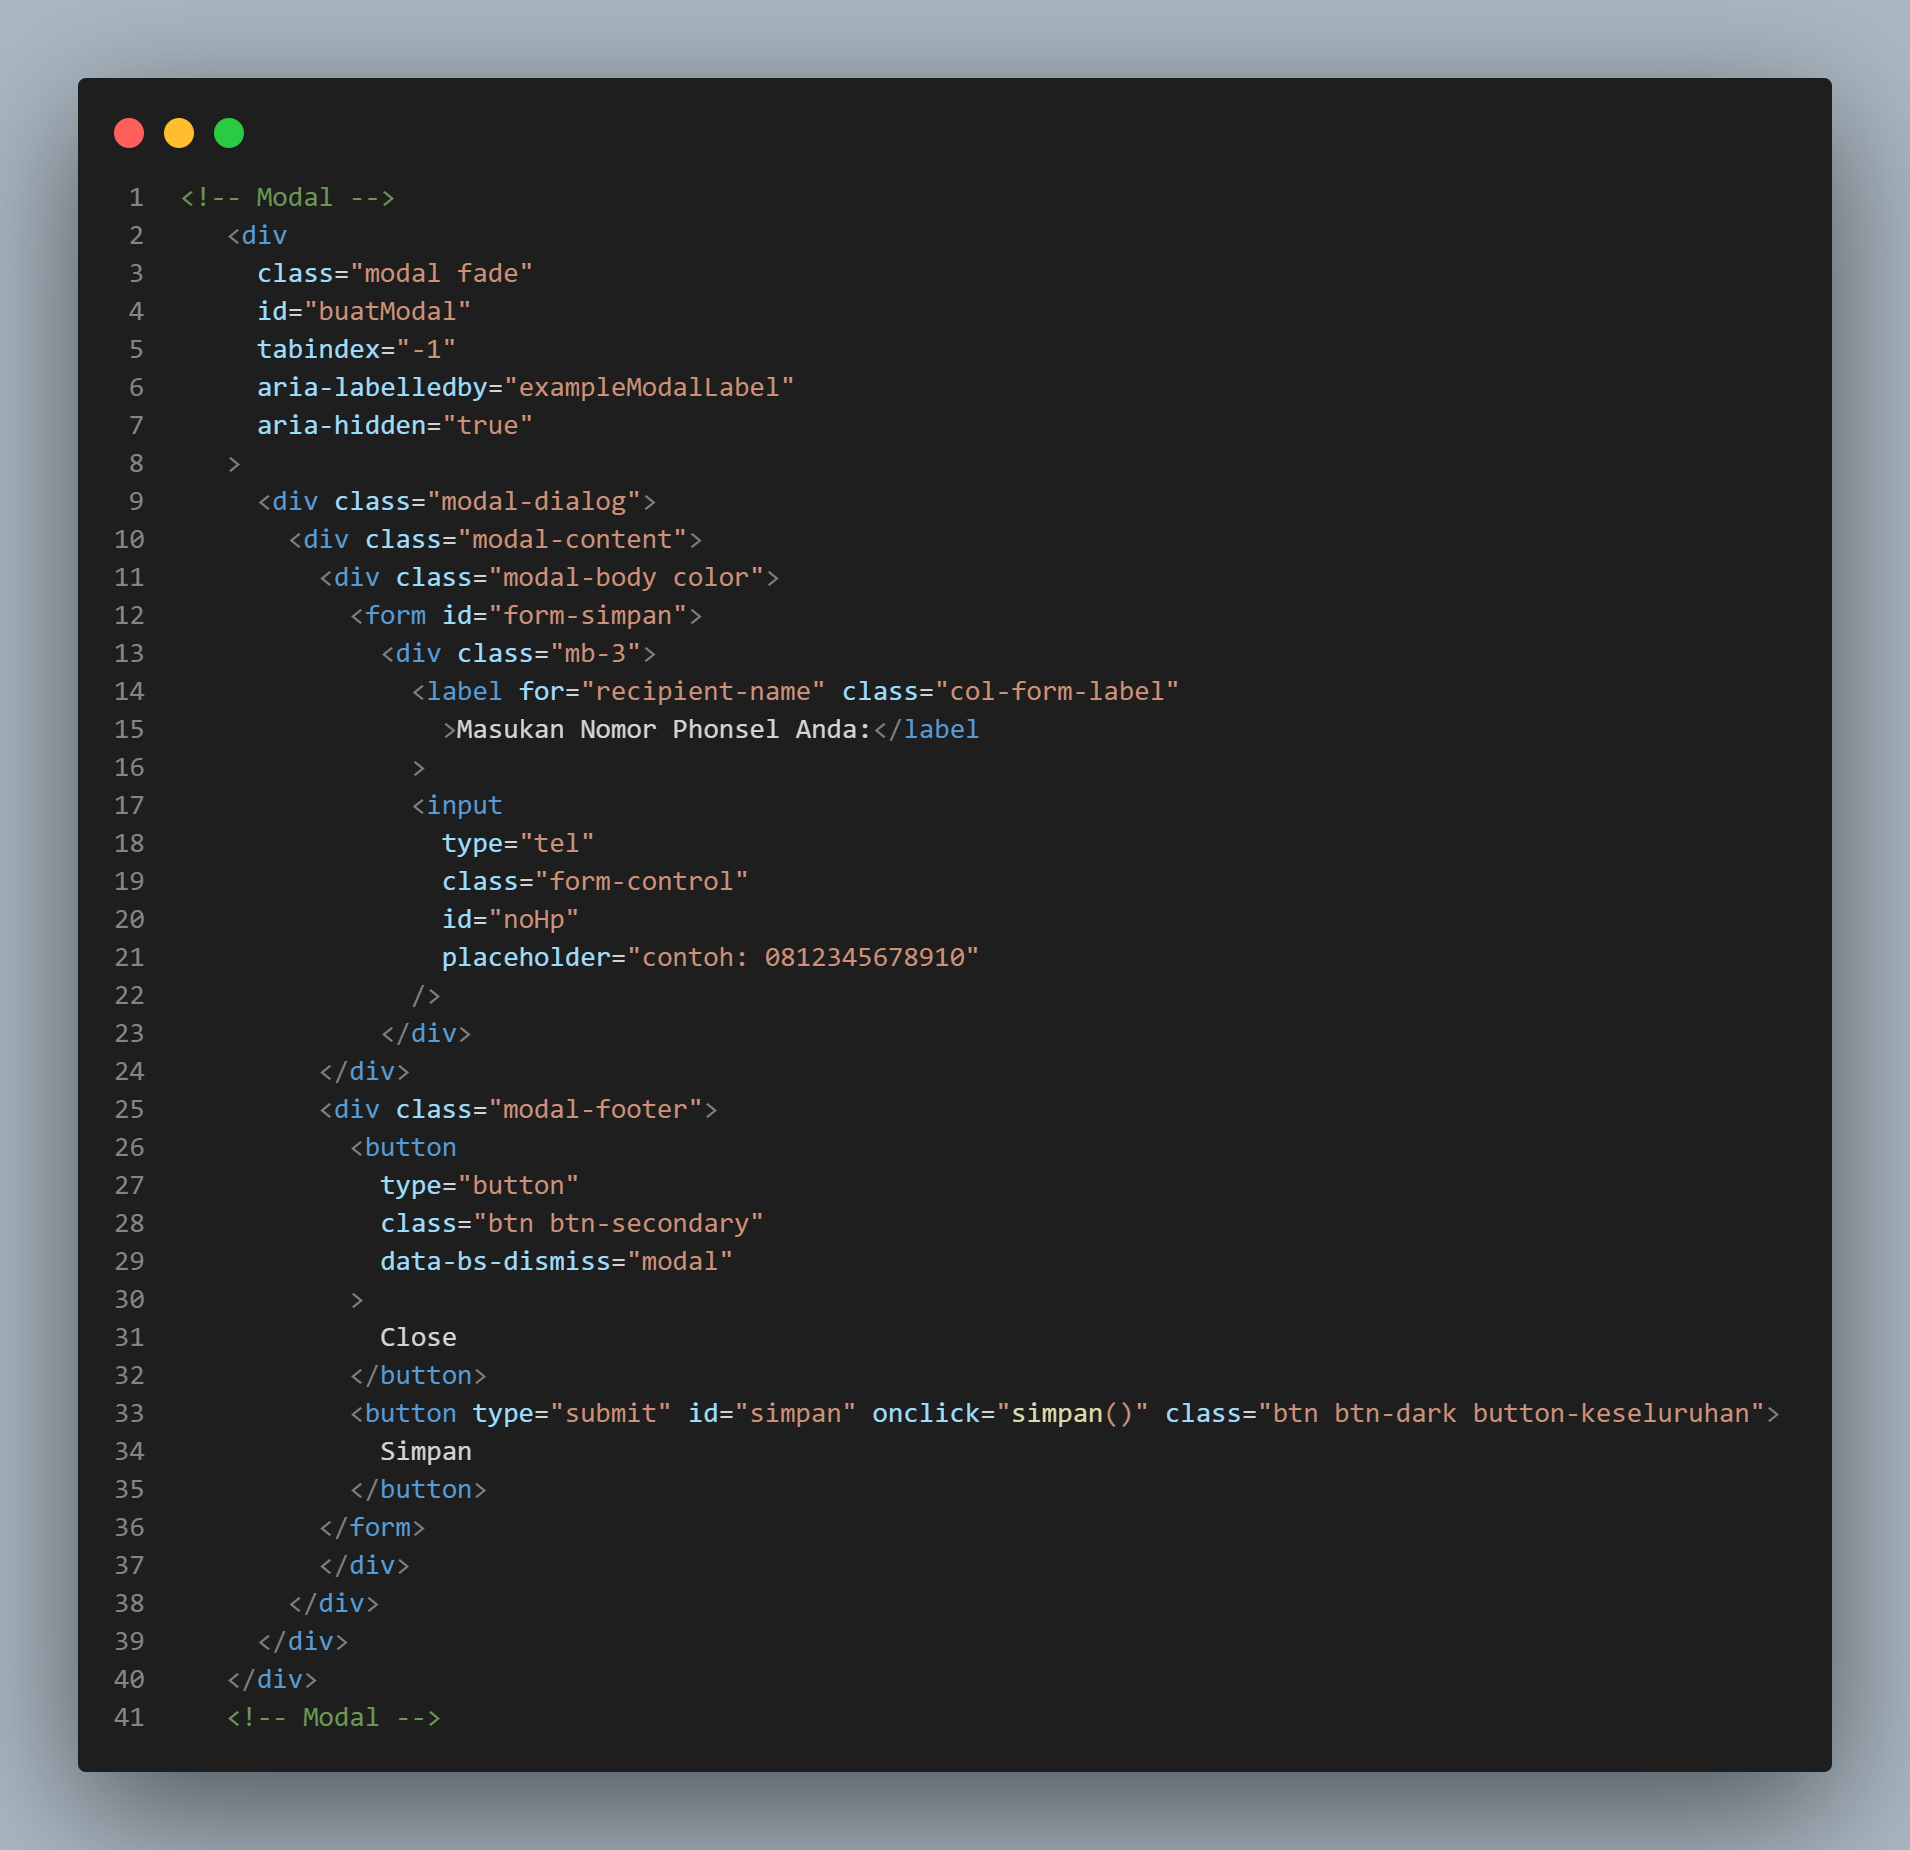 1 <!-- Modal -->
2 <div
3 class="modal fade"
4 id="buatModal"
5 tabindex="-1"
6 aria-labelledby="exampleModalLabel"
7 aria-hidden="true"
8 >
9 <div class="modal-dialog">
10 <div class="modal-content">
11 <div class="modal-body color">
12 <form id="form-simpan">
13 <div class="mb-3">
14 <label for="recipient-name" class="col-form-label"
15 >Masukan Nomor Phonsel Anda:</label
16 >
17 <input
18 type="tel"
19 class="form-control"
20 id="noHp"
21 placeholder="contoh: 0812345678910"
22 />
23 </div>
24 </div>
25 <div class="modal-footer">
26 <button
27 type="button"
28 class="btn btn-secondary"
29 data-bs-dismiss="modal"
30 >
31 Close
32 </button>
33 <button type="submit" id="simpan" onclick="simpan()" class="btn btn-dark button-keseluruhan">
34 Simpan
35 </button>
36 </form>
37 </div>
38 </div>
39 </div>
40 </div>
41 <!-- Modal -->